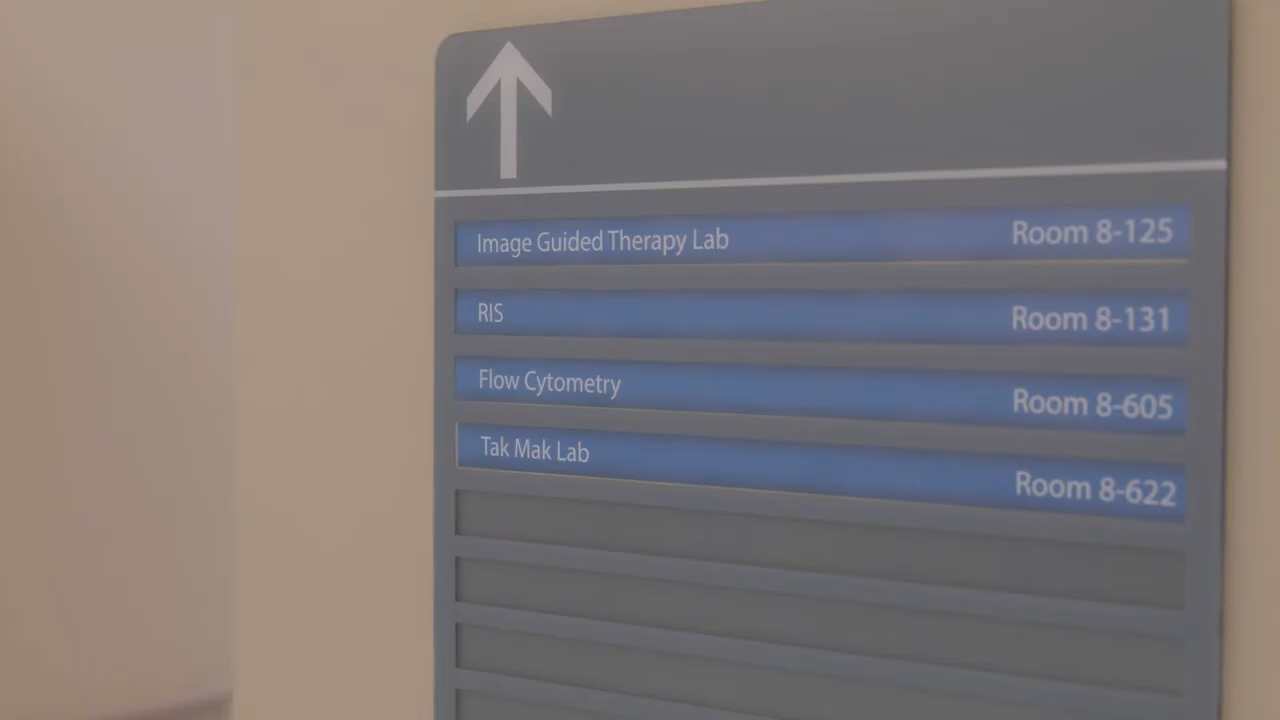 Image Guided Therapy Lab Room 8-125
RIS Room 8-131
Flow Cytometry Room 8-605
Tak Mak Lab Room 8-622